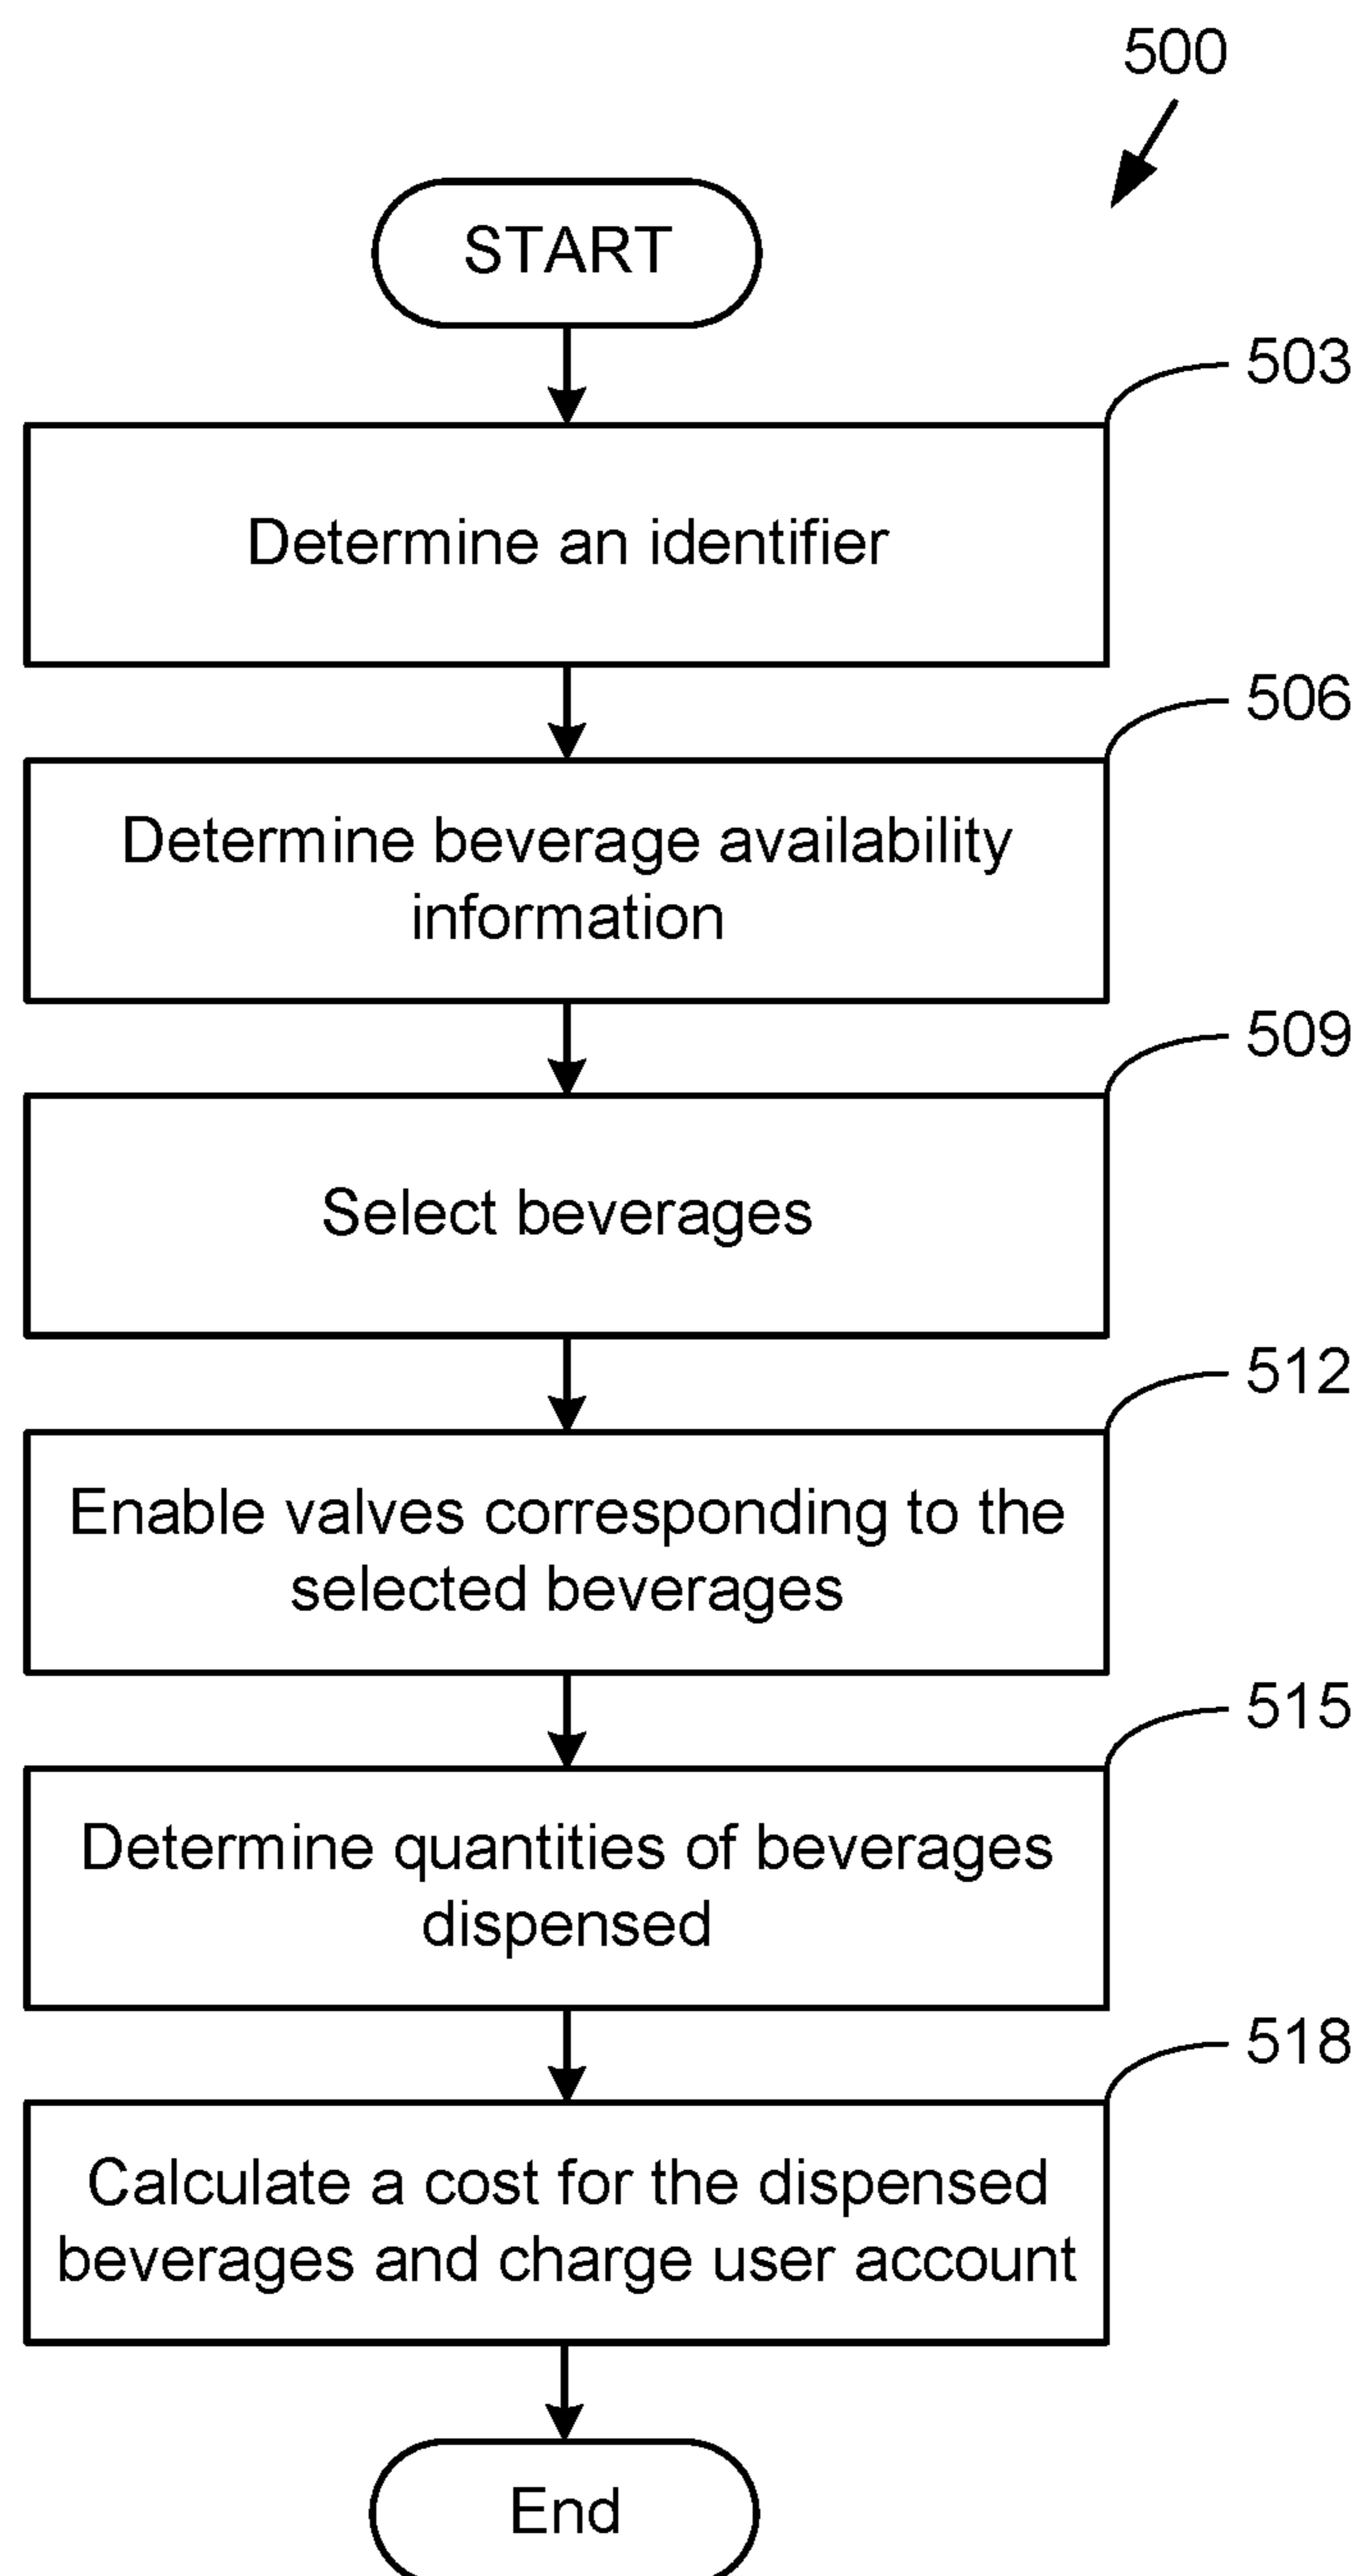 500
START
503
Determine an identifier
506
Determine beverage availability
information
509
Select beverages
512
Enable valves corresponding to the
selected beverages
515
Determine quantities of beverages
dispensed
518
Calculate a cost for the dispensed
beverages and charge user account
End